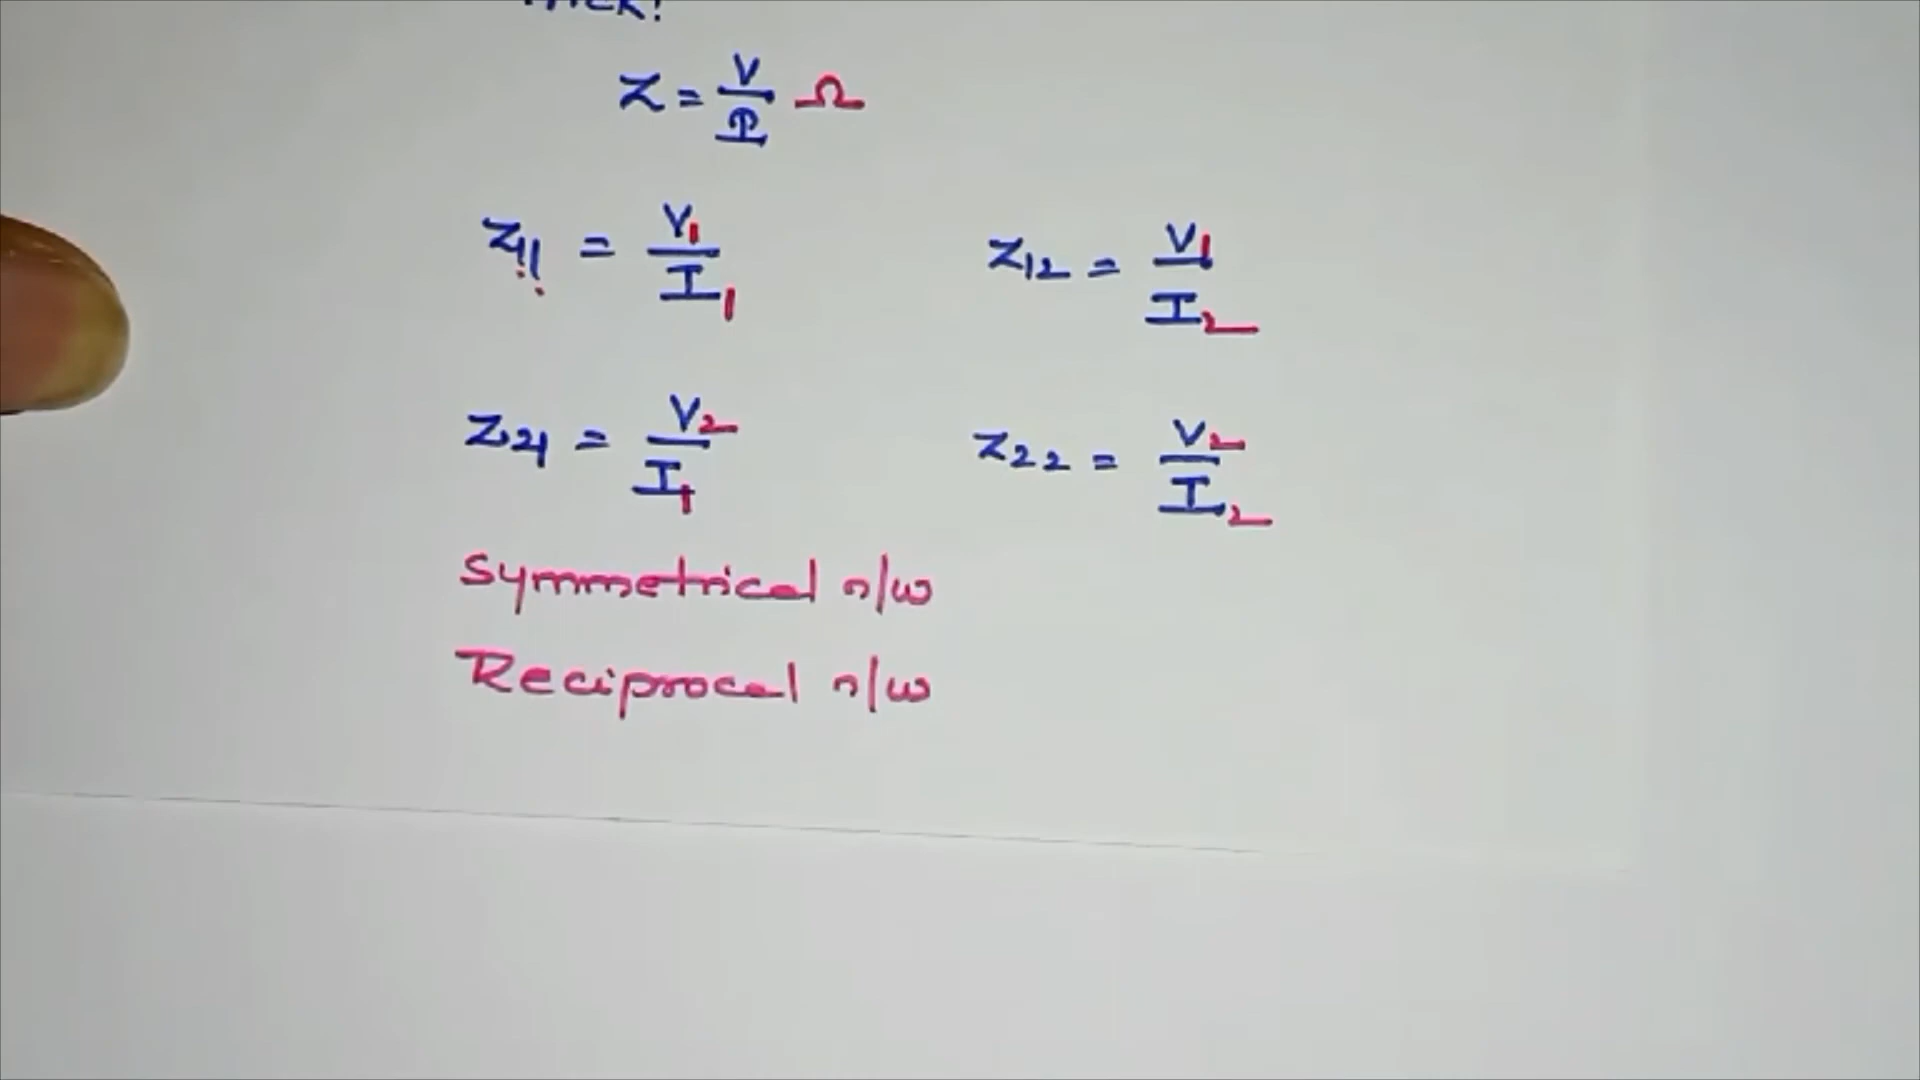 Z = V/I Ω
Z11 = V1/I1 Z12 = V1/I2
Z21 = V2/I1 Z22 = V2/I2
Symmetrical n/w
Reciprocal n/w